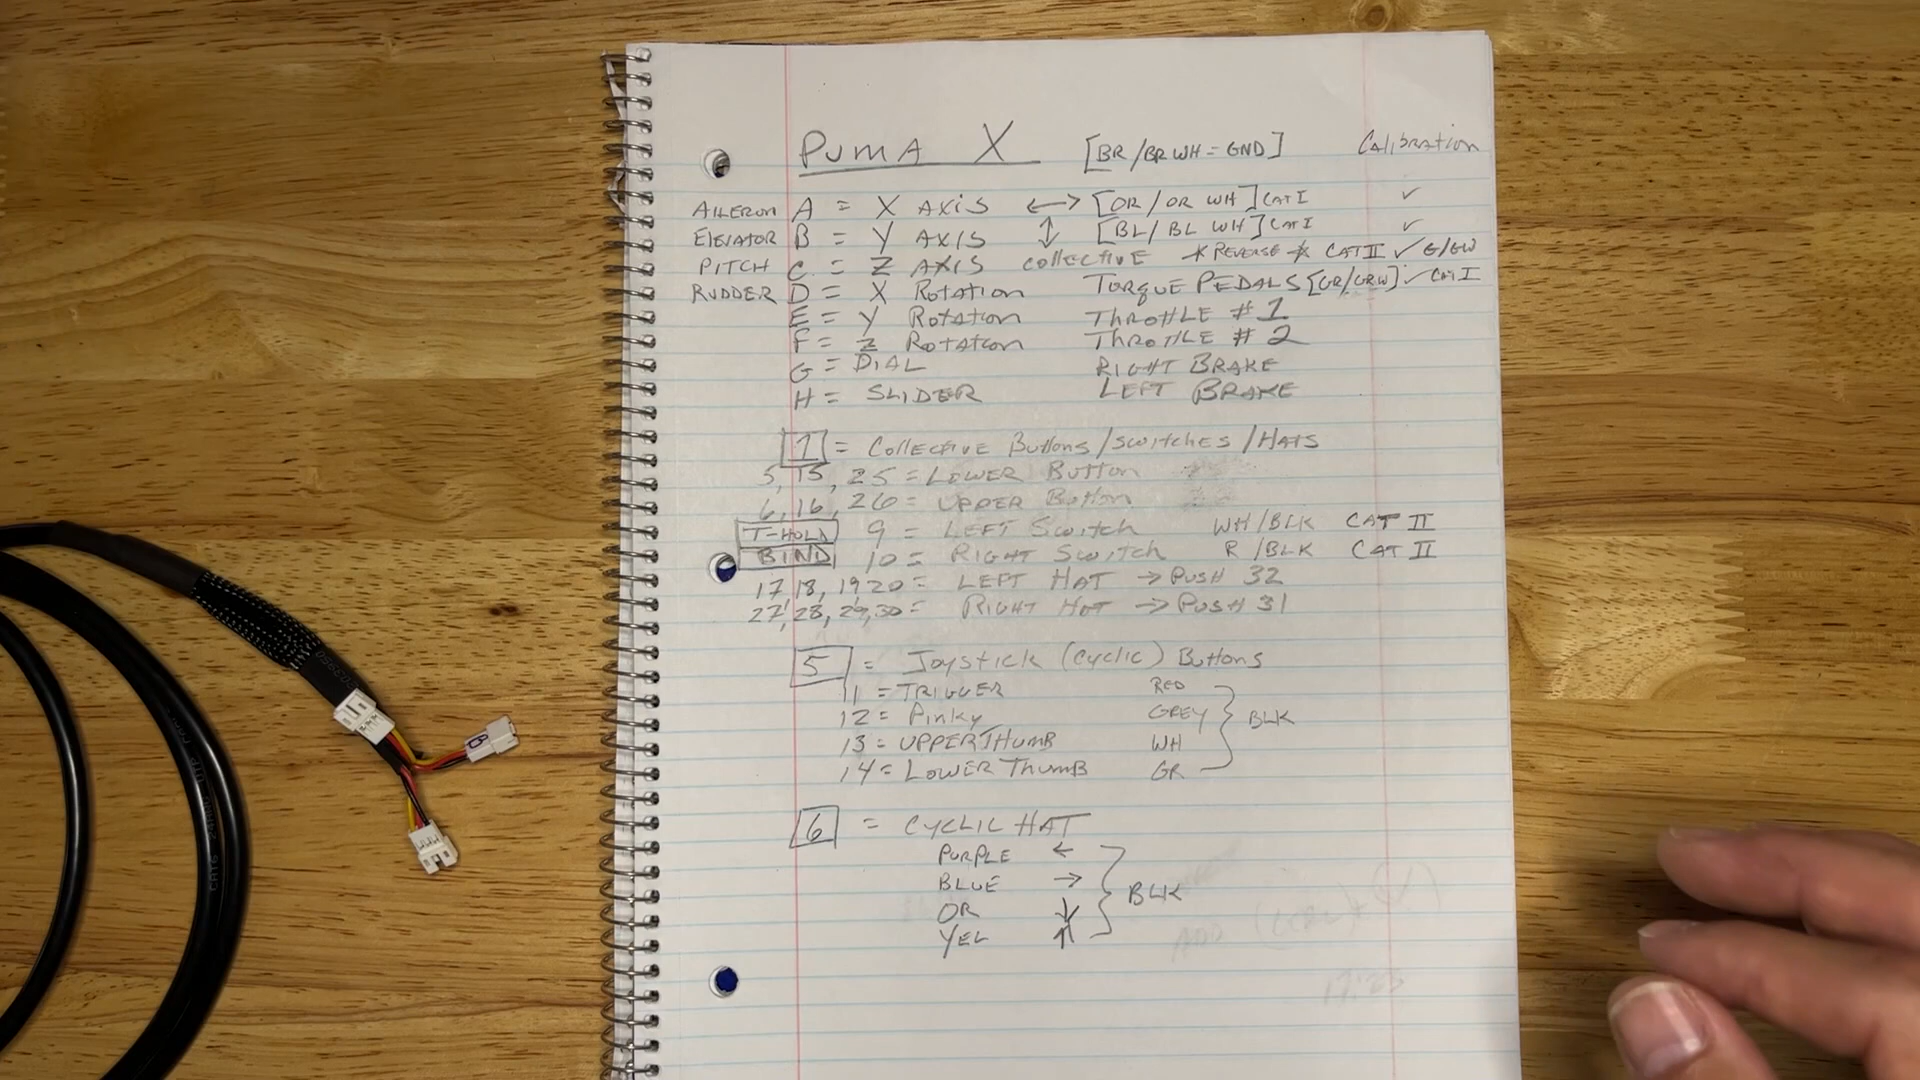 PUMA X [BR/BR WH = GND] Calibration
AILERON A = X AXIS ↔ [OR/OR WH] CAT I ✓
ELEVATOR B = Y AXIS ↕ [BL/BL WH] CAT I ✓
PITCH C = Z AXIS collective *REVERSE* CAT II ✓ G/GW
RUDDER D = X Rotation TORQUE PEDALS [GR/GRW] ✓ CAT I
E = Y Rotation THROTTLE #1
F = Z Rotation THROTTLE #2
G = DIAL RIGHT BRAKE
H = SLIDER LEFT BRAKE
1 = Collective Buttons/switches/HATS
5, 15, 25 = LOWER Button
6, 16, 26 = UPPER Button
T-HOLD 9 = LEFT Switch WH/BLK CAT II
BIND 10 = RIGHT Switch R/BLK CAT II
17, 18, 19, 20 = LEFT HAT → PUSH 32
27, 28, 29, 30 = RIGHT HAT → PUSH 31
5 = Joystick (cyclic) Buttons
11 = TRIGGER RED
12 = Pinky GREY } BLK
13 = UPPER THUMB WH
14 = LOWER THUMB GR
6 = CYCLIC HAT
PURPLE ←
BLUE → } BLK
OR ↓
YEL ↑
B